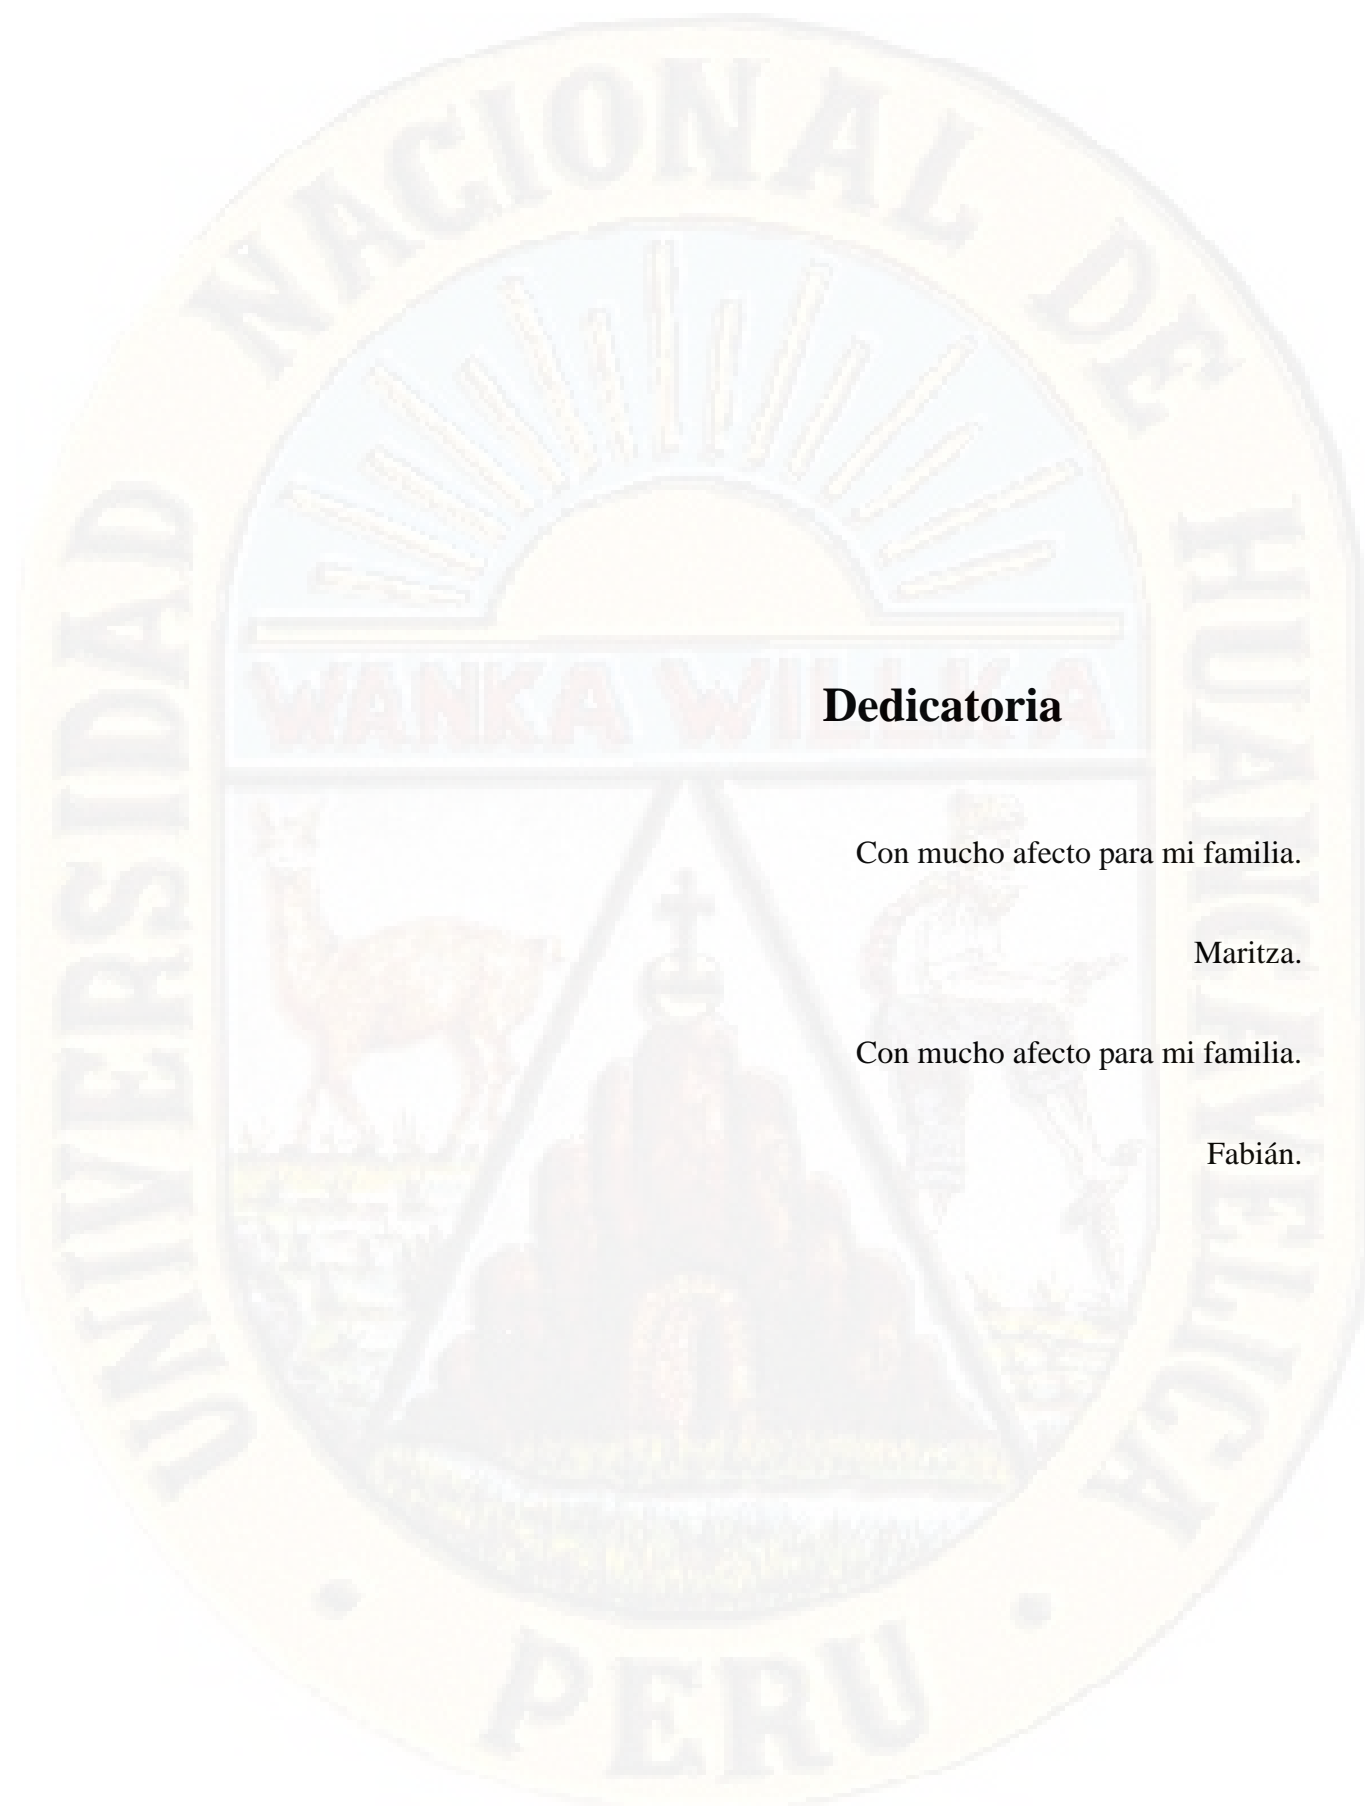 UNIVERSIDAD NACIONAL DE HUANCAVELICA
WANKA WILLKA
Dedicatoria
Con mucho afecto para mi familia.
Maritza.
Con mucho afecto para mi familia.
Fabián.
PERU